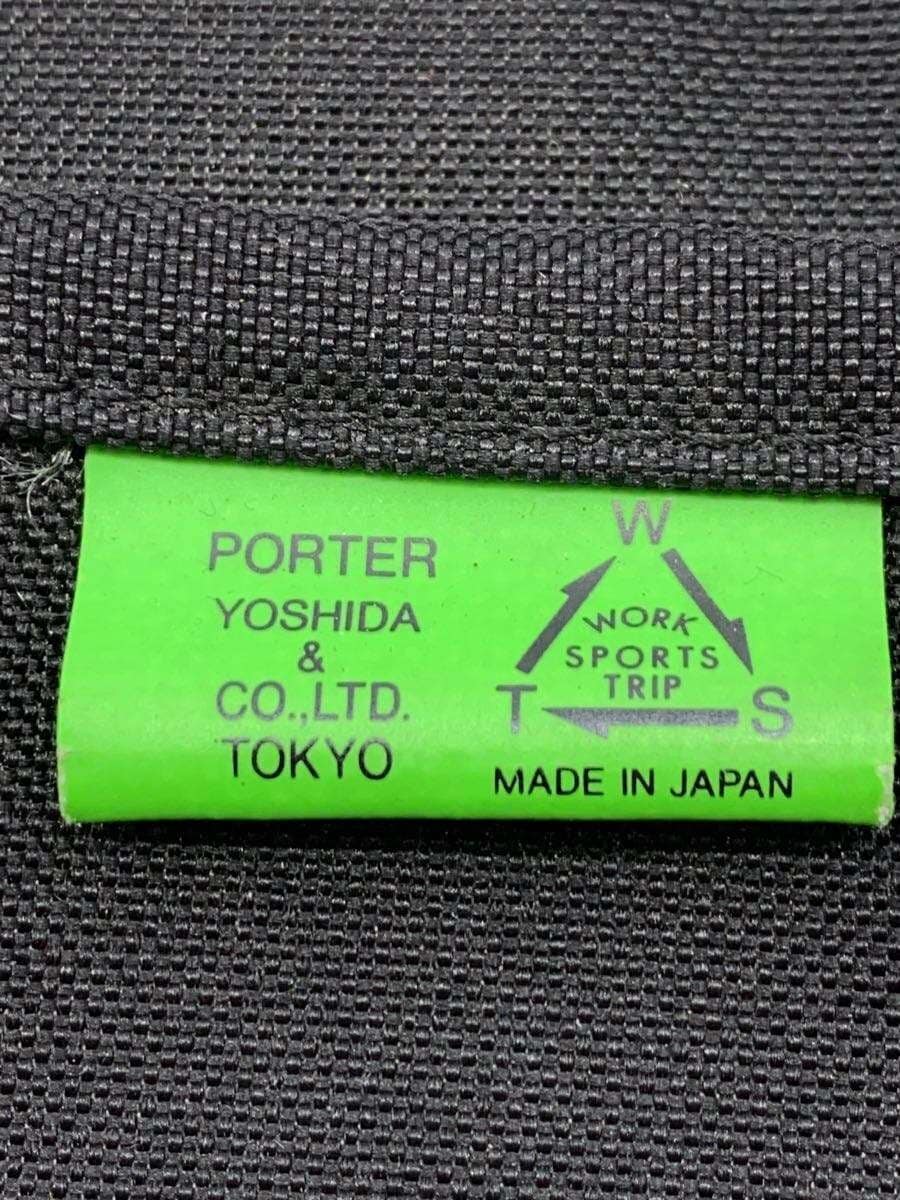 PORTER
YOSHIDA
&
CO.,LTD.
TOKYO
W
WORK
SPORTS
TRIP
T
S
MADE IN JAPAN